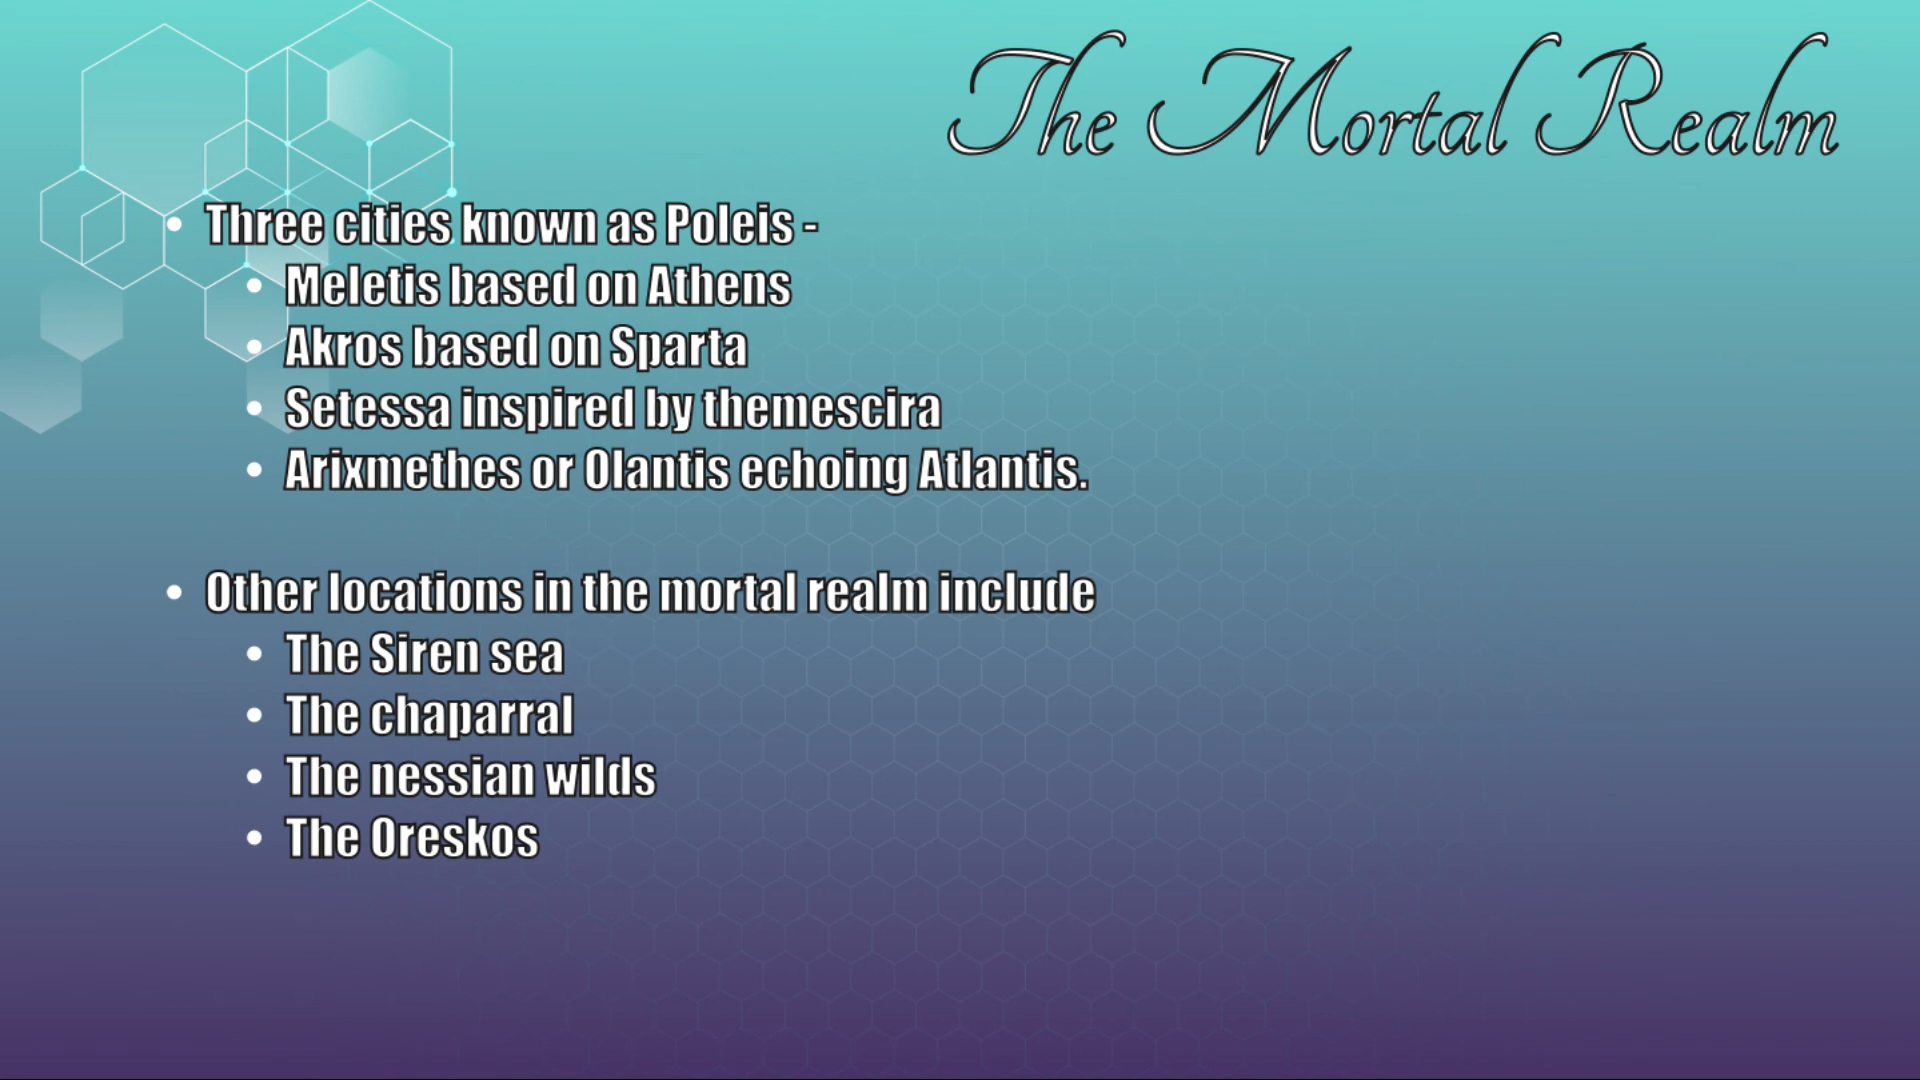 The Mortal Realm
• Three cities known as Poleis -
• Meletis based on Athens
• Akros based on Sparta
• Setessa inspired by themescira
• Arixmethes or Olantis echoing Atlantis.
• Other locations in the mortal realm include
• The Siren sea
• The chaparral
• The nessian wilds
• The Oreskos